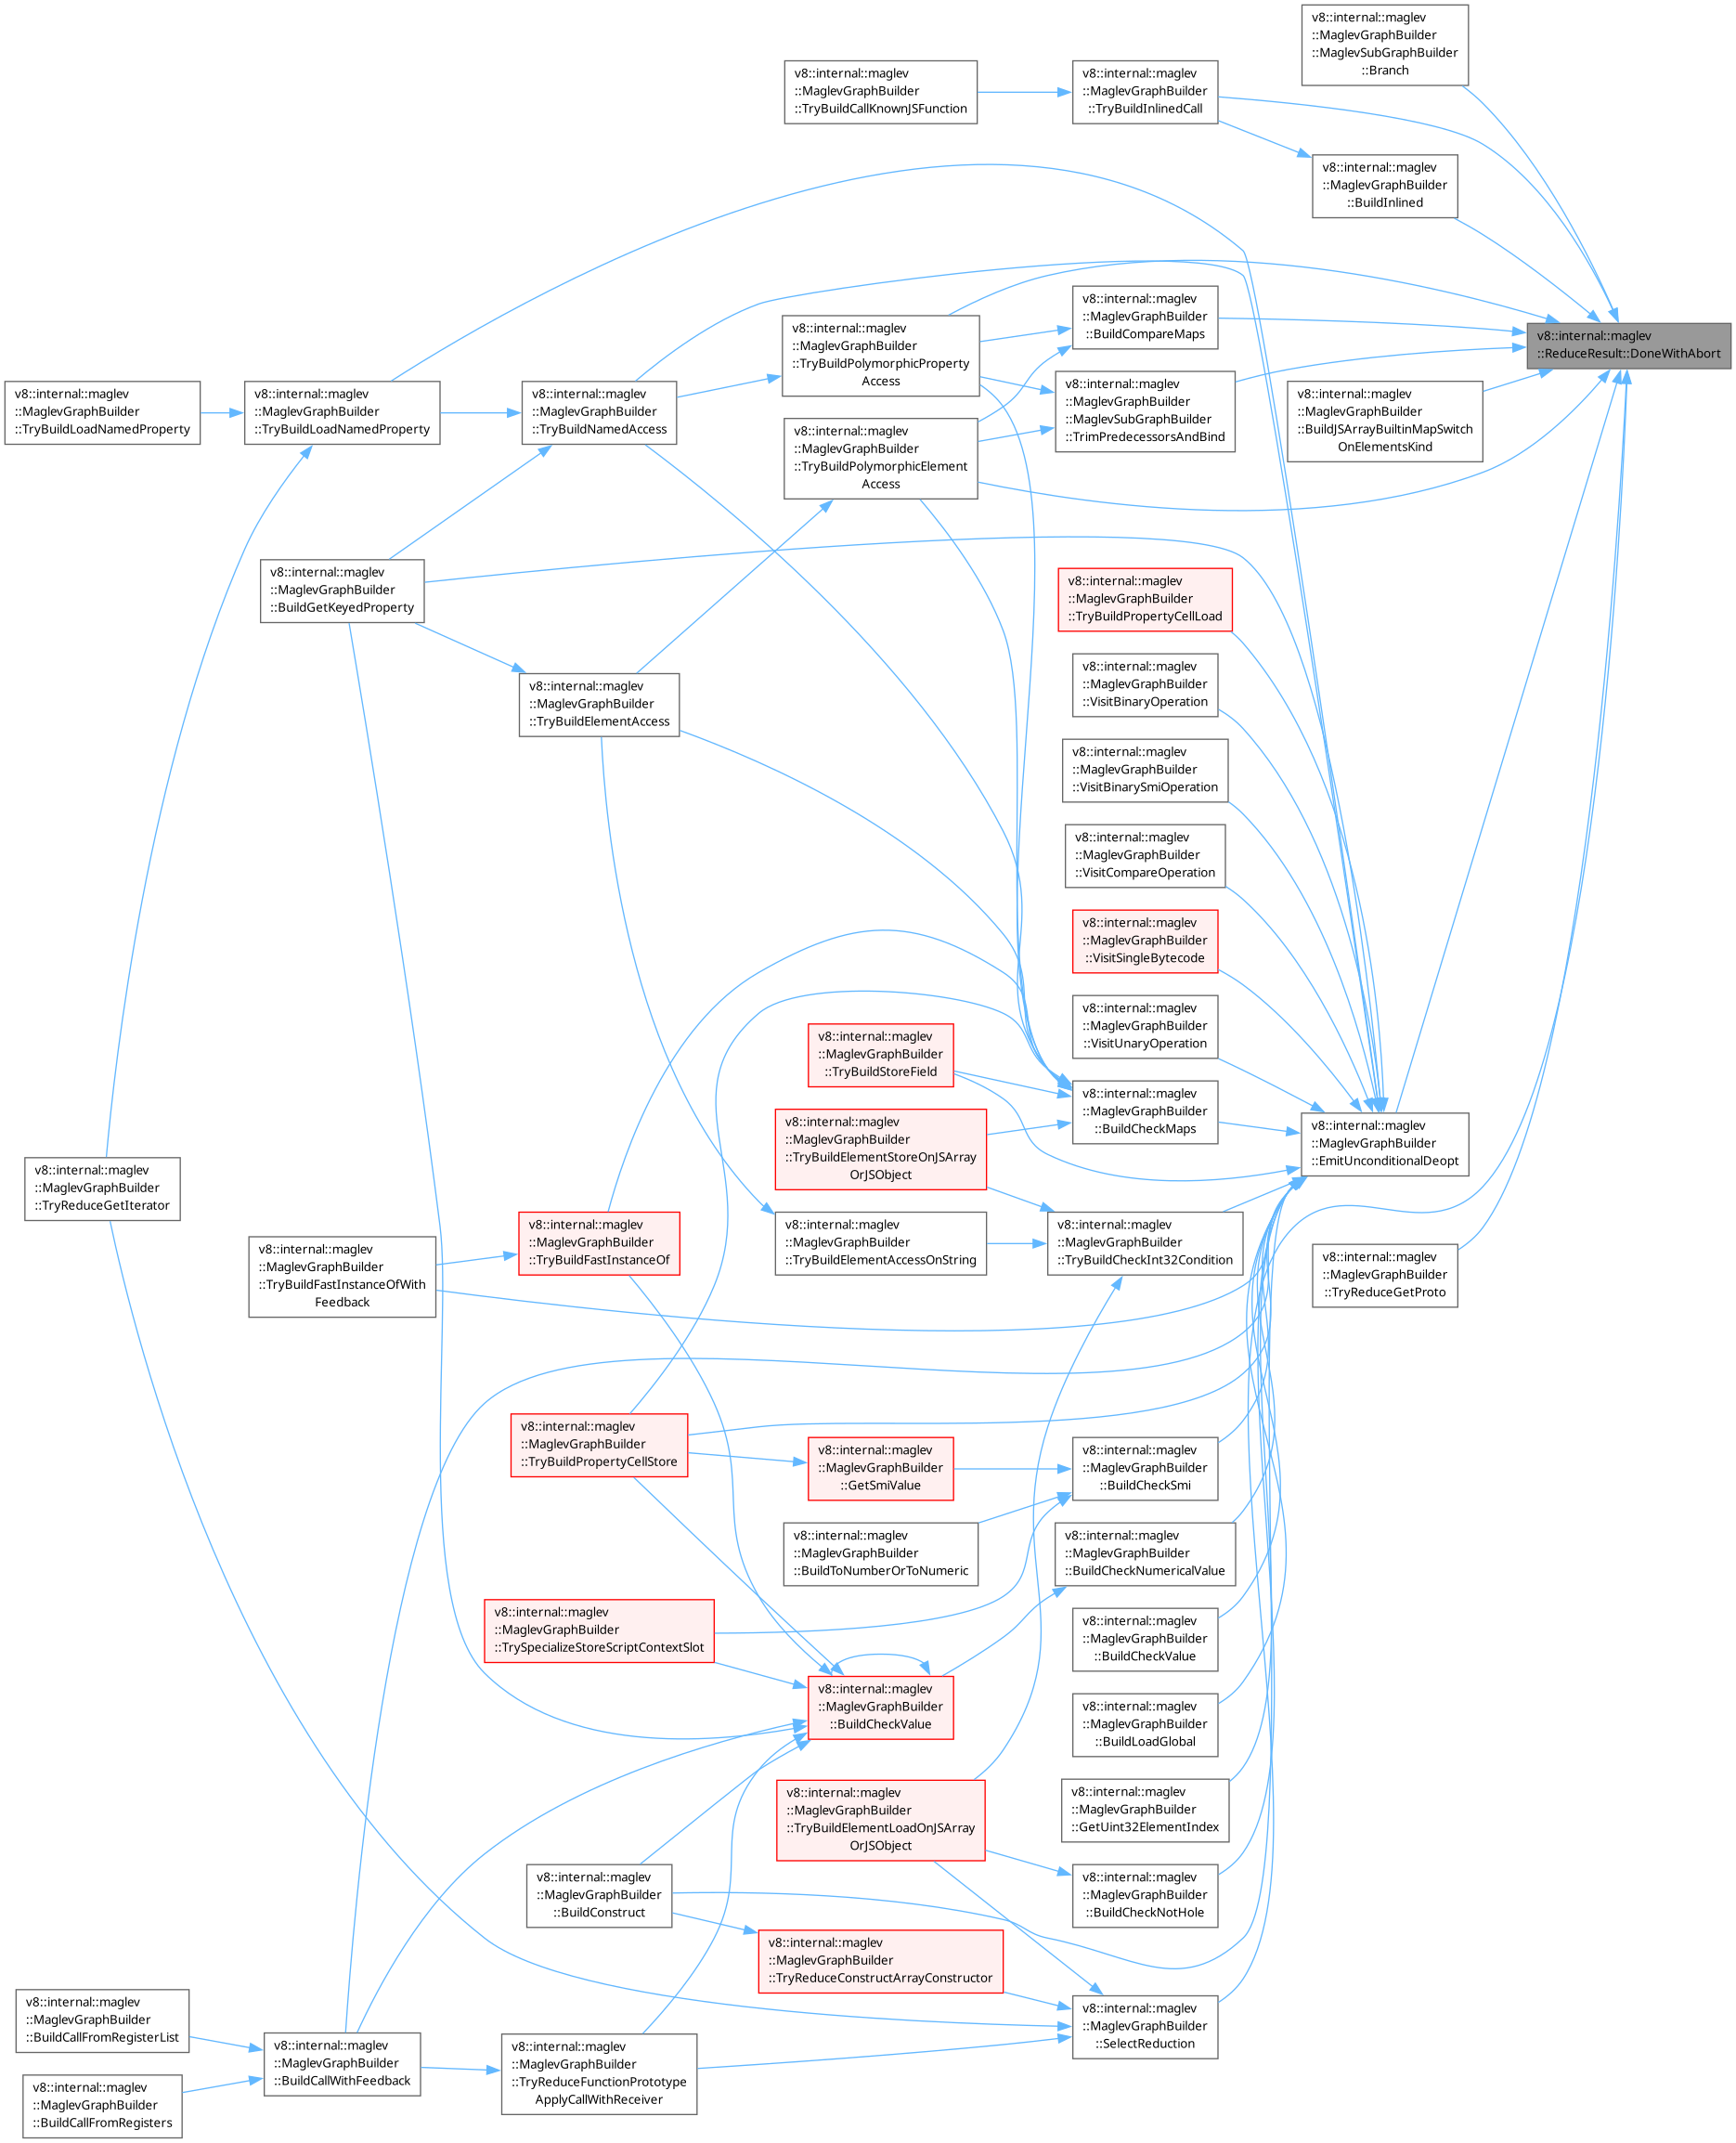 v8::internal::maglev
::MaglevGraphBuilder
::MaglevSubGraphBuilder
::Branch
v8::internal::maglev
::MaglevGraphBuilder
::TryBuildCallKnownJSFunction
v8::internal::maglev
::MaglevGraphBuilder
::TryBuildInlinedCall
v8::internal::maglev
::MaglevGraphBuilder
::BuildInlined
v8::internal::maglev
::ReduceResult::DoneWithAbort
v8::internal::maglev
::MaglevGraphBuilder
::BuildCompareMaps
v8::internal::maglev
::MaglevGraphBuilder
::TryBuildPolymorphicProperty
Access
v8::internal::maglev
::MaglevGraphBuilder
::MaglevSubGraphBuilder
::TrimPredecessorsAndBind
v8::internal::maglev
::MaglevGraphBuilder
::BuildJSArrayBuiltinMapSwitch
OnElementsKind
v8::internal::maglev
::MaglevGraphBuilder
::TryBuildLoadNamedProperty
v8::internal::maglev
::MaglevGraphBuilder
::TryBuildLoadNamedProperty
v8::internal::maglev
::MaglevGraphBuilder
::TryBuildNamedAccess
v8::internal::maglev
::MaglevGraphBuilder
::TryBuildPolymorphicElement
Access
v8::internal::maglev
::MaglevGraphBuilder
::BuildGetKeyedProperty
v8::internal::maglev
::MaglevGraphBuilder
::TryBuildPropertyCellLoad
v8::internal::maglev
::MaglevGraphBuilder
::VisitBinaryOperation
v8::internal::maglev
::MaglevGraphBuilder
::TryBuildElementAccess
v8::internal::maglev
::MaglevGraphBuilder
::VisitBinarySmiOperation
v8::internal::maglev
::MaglevGraphBuilder
::VisitCompareOperation
v8::internal::maglev
::MaglevGraphBuilder
::VisitSingleBytecode
v8::internal::maglev
::MaglevGraphBuilder
::VisitUnaryOperation
v8::internal::maglev
::MaglevGraphBuilder
::TryBuildStoreField
v8::internal::maglev
::MaglevGraphBuilder
::BuildCheckMaps
v8::internal::maglev
::MaglevGraphBuilder
::EmitUnconditionalDeopt
v8::internal::maglev
::MaglevGraphBuilder
::TryBuildElementStoreOnJSArray
OrJSObject
v8::internal::maglev
::MaglevGraphBuilder
::TryReduceGetIterator
v8::internal::maglev
::MaglevGraphBuilder
::TryBuildFastInstanceOf
v8::internal::maglev
::MaglevGraphBuilder
::TryBuildElementAccessOnString
v8::internal::maglev
::MaglevGraphBuilder
::TryBuildCheckInt32Condition
v8::internal::maglev
::MaglevGraphBuilder
::TryBuildFastInstanceOfWith
Feedback
v8::internal::maglev
::MaglevGraphBuilder
::TryReduceGetProto
v8::internal::maglev
::MaglevGraphBuilder
::TryBuildPropertyCellStore
v8::internal::maglev
::MaglevGraphBuilder
::GetSmiValue
v8::internal::maglev
::MaglevGraphBuilder
::BuildCheckSmi
v8::internal::maglev
::MaglevGraphBuilder
::BuildToNumberOrToNumeric
v8::internal::maglev
::MaglevGraphBuilder
::BuildCheckNumericalValue
v8::internal::maglev
::MaglevGraphBuilder
::TrySpecializeStoreScriptContextSlot
v8::internal::maglev
::MaglevGraphBuilder
::BuildCheckValue
v8::internal::maglev
::MaglevGraphBuilder
::BuildCheckValue
v8::internal::maglev
::MaglevGraphBuilder
::BuildLoadGlobal
v8::internal::maglev
::MaglevGraphBuilder
::TryBuildElementLoadOnJSArray
OrJSObject
v8::internal::maglev
::MaglevGraphBuilder
::GetUint32ElementIndex
v8::internal::maglev
::MaglevGraphBuilder
::BuildConstruct
v8::internal::maglev
::MaglevGraphBuilder
::BuildCheckNotHole
v8::internal::maglev
::MaglevGraphBuilder
::TryReduceConstructArrayConstructor
v8::internal::maglev
::MaglevGraphBuilder
::BuildCallFromRegisterList
v8::internal::maglev
::MaglevGraphBuilder
::SelectReduction
v8::internal::maglev
::MaglevGraphBuilder
::BuildCallWithFeedback
v8::internal::maglev
::MaglevGraphBuilder
::TryReduceFunctionPrototype
ApplyCallWithReceiver
v8::internal::maglev
::MaglevGraphBuilder
::BuildCallFromRegisters